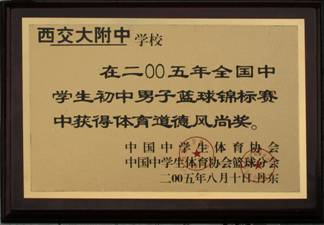 西交大附中学校
在二00五年全国中
学生初中男子篮球锦标赛
中获得体育道德风尚奖。
中国中学生体育协会
中国中学生体育协会篮球分会
二00五年八月十日丹东